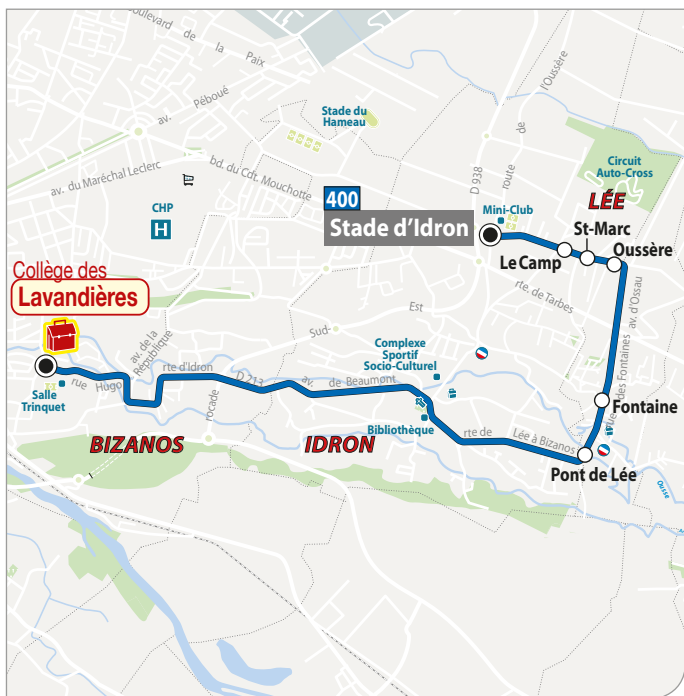 Boulevard
de
la
Paix
av.
Péboué
l'Oussère
de
route
D 938
Stade du
Hameau
av. du Maréchal Leclerc
bd. du Cdt. Mouchotte
Circuit
Auto-Cross
LÉE
CHP
H
400
Stade d'Idron
Mini-Club
St-Marc
Le Camp
Oussère
Collège des
Lavandières
rte. de Tarbes
av. d'Ossau
Est
Sud-
av. de la
République
Complexe
Sportif
Socio-Culturel
rte d'Idron
D 213
av. de Beaumont
rue Hugo
Salle
Trinquet
rocade
Bibliothèque
des Fontaines
Fontaine
BIZANOS
IDRON
rte de Lée à Bizanos
Pont de Lée
Ousse